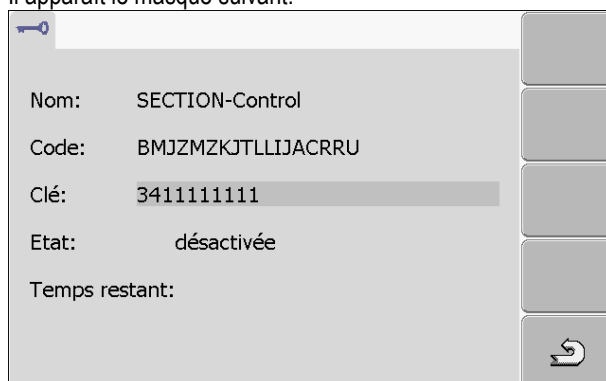 Il apparaît le masque suivant:
Nom: SECTION-Control
Code: BMJZMZKJTLLIJACRRU
Clé: 3411111111
Etat: désactivée
Temps restant: